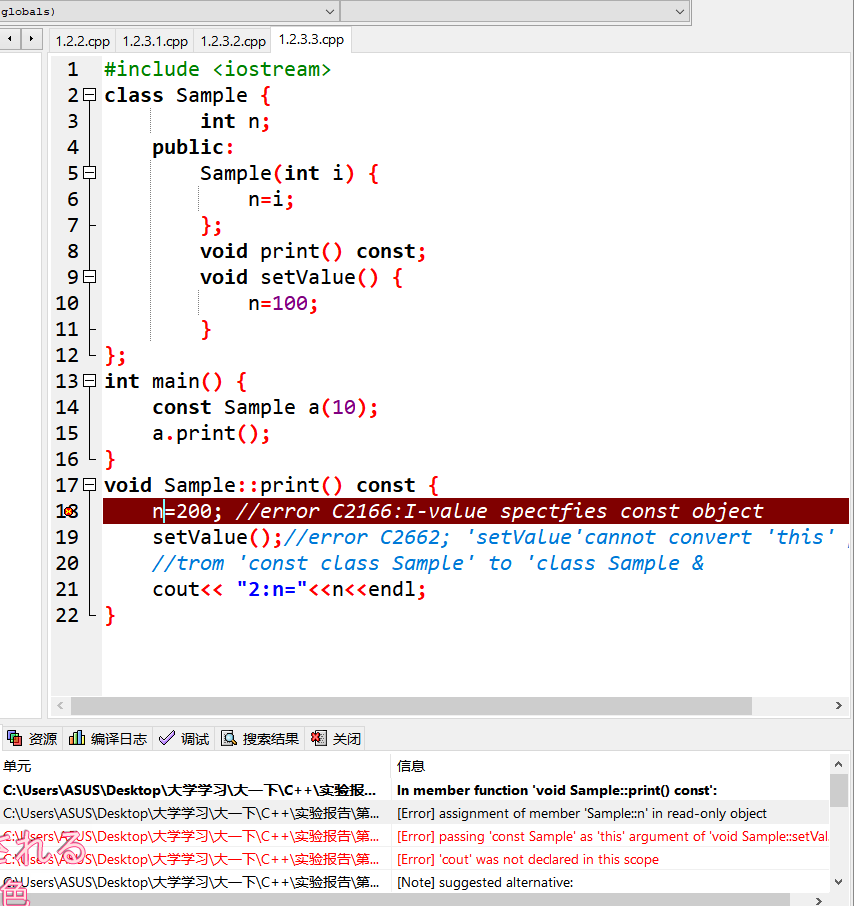 globals)
1.2.2.cpp 1.2.3.1.cpp 1.2.3.2.cpp 1.2.3.3.cpp
1 #include <iostream>
2 class Sample {
3 int n;
4 public:
5 Sample(int i) {
6 n=i;
7 };
8 void print() const;
9 void setValue() {
10 n=100;
11 }
12 };
13 int main() {
14 const Sample a(10);
15 a.print();
16 }
17 void Sample::print() const {
18 n=200; //error C2166:I-value spectfies const object
19 setValue();//error C2662; 'setValue'cannot convert 'this'
20 //trom 'const class Sample' to 'class Sample &
21 cout<< "2:n="<<n<<endl;
22 }
资源 编译日志 调试 搜索结果 关闭
单元 信息
C:\Users\ASUS\Desktop\大学学习\大一下\C++\实验报... In member function 'void Sample::print() const':
C:\Users\ASUS\Desktop\大学学习\大一下\C++\实验报告\第... [Error] assignment of member 'Sample::n' in read-only object
C:\Users\ASUS\Desktop\大学学习\大一下\C++\实验报告\第... [Error] passing 'const Sample' as 'this' argument of 'void Sample::setVal
C:\Users\ASUS\Desktop\大学学习\大一下\C++\实验报告\第... [Error] 'cout' was not declared in this scope
C:\Users\ASUS\Desktop\大学学习\大一下\C++\实验报告\第... [Note] suggested alternative:
される
色